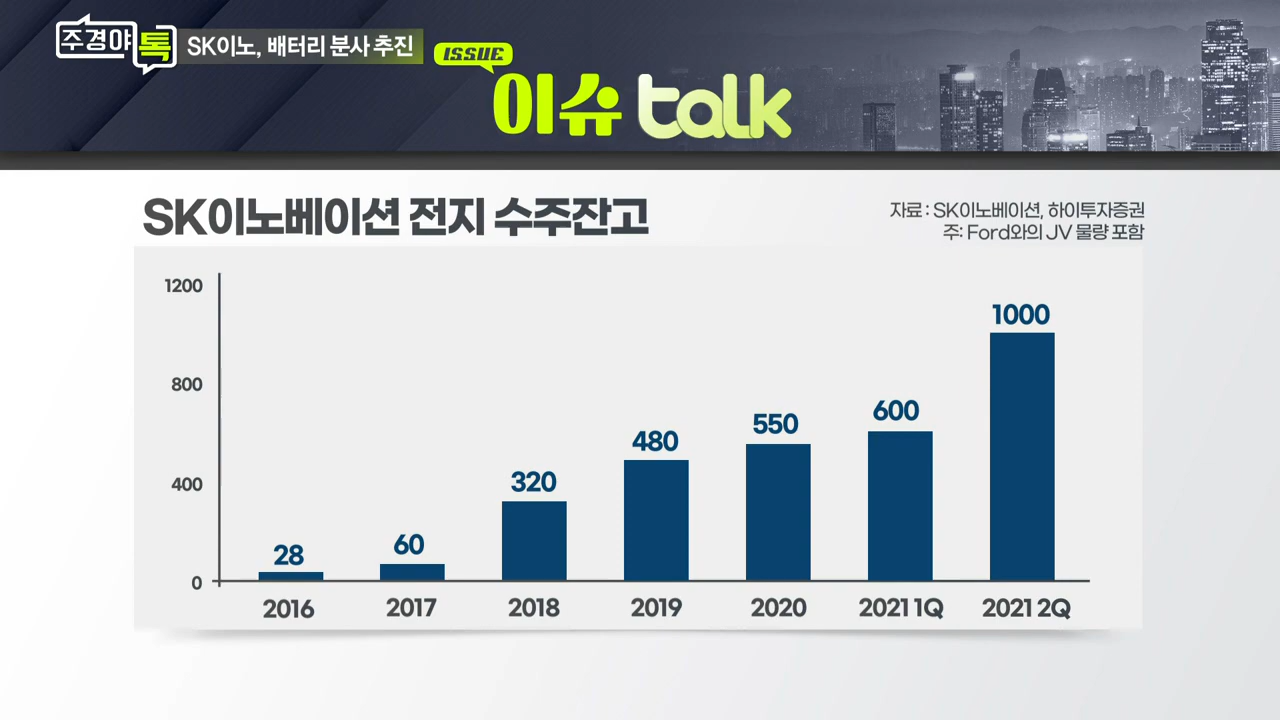 주경야톡
SK이노, 배터리 분사 추진
ISSUE
이슈 talk
SK이노베이션 전지 수주잔고
자료 : SK이노베이션, 하이투자증권
주: Ford와의 JV 물량 포함
1200
800
400
0
28
60
320
480
550
600
1000
2016
2017
2018
2019
2020
2021 1Q
2021 2Q